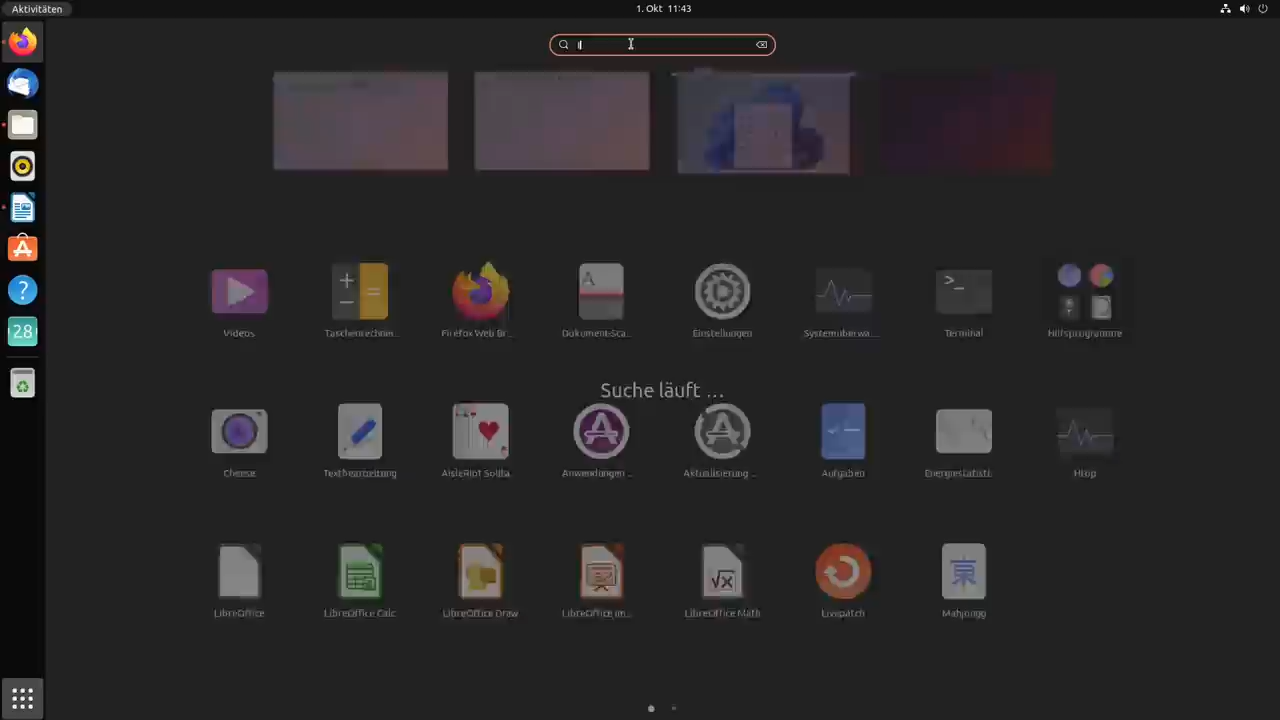 Aktivitäten
1. Okt 11:43
l
Videos
Taschenrechn...
Firefox Web Br...
Dokument-Sca...
Einstellungen
Systemüberwa...
Terminal
Hilfsprogramme
Suche läuft ...
Cheese
Textbearbeitung
AisleRiot Solita...
Anwendungen ...
Aktualisierung ...
Aufgaben
Energiestatisti...
Htop
LibreOffice
LibreOffice Calc
LibreOffice Draw
LibreOffice Im...
LibreOffice Math
Livepatch
Mahjongg
28